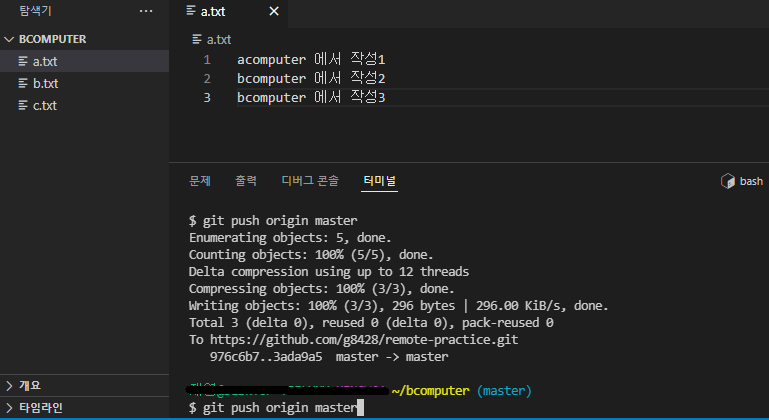 탐색기 ...
BCOMPUTER
a.txt
b.txt
c.txt
개요
타임라인
a.txt
a.txt
1 acomputer 에서 작성1
2 bcomputer 에서 작성2
3 bcomputer 에서 작성3
문제 출력 디버그 콘솔 터미널 bash
$ git push origin master
Enumerating objects: 5, done.
Counting objects: 100% (5/5), done.
Delta compression using up to 12 threads
Compressing objects: 100% (3/3), done.
Writing objects: 100% (3/3), 296 bytes | 296.00 KiB/s, done.
Total 3 (delta 0), reused 0 (delta 0), pack-reused 0
To https://github.com/g8428/remote-practice.git
976c6b7..3ada9a5 master -> master
~/bcomputer (master)
$ git push origin master